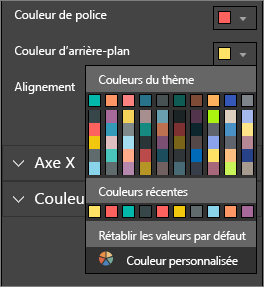 Couleur de police
Couleur d'arrière-plan
Couleurs du thème
Alignement
Axe X
Couleurs récentes
Couleu
Rétablir les valeurs par défaut
Couleur personnalisée